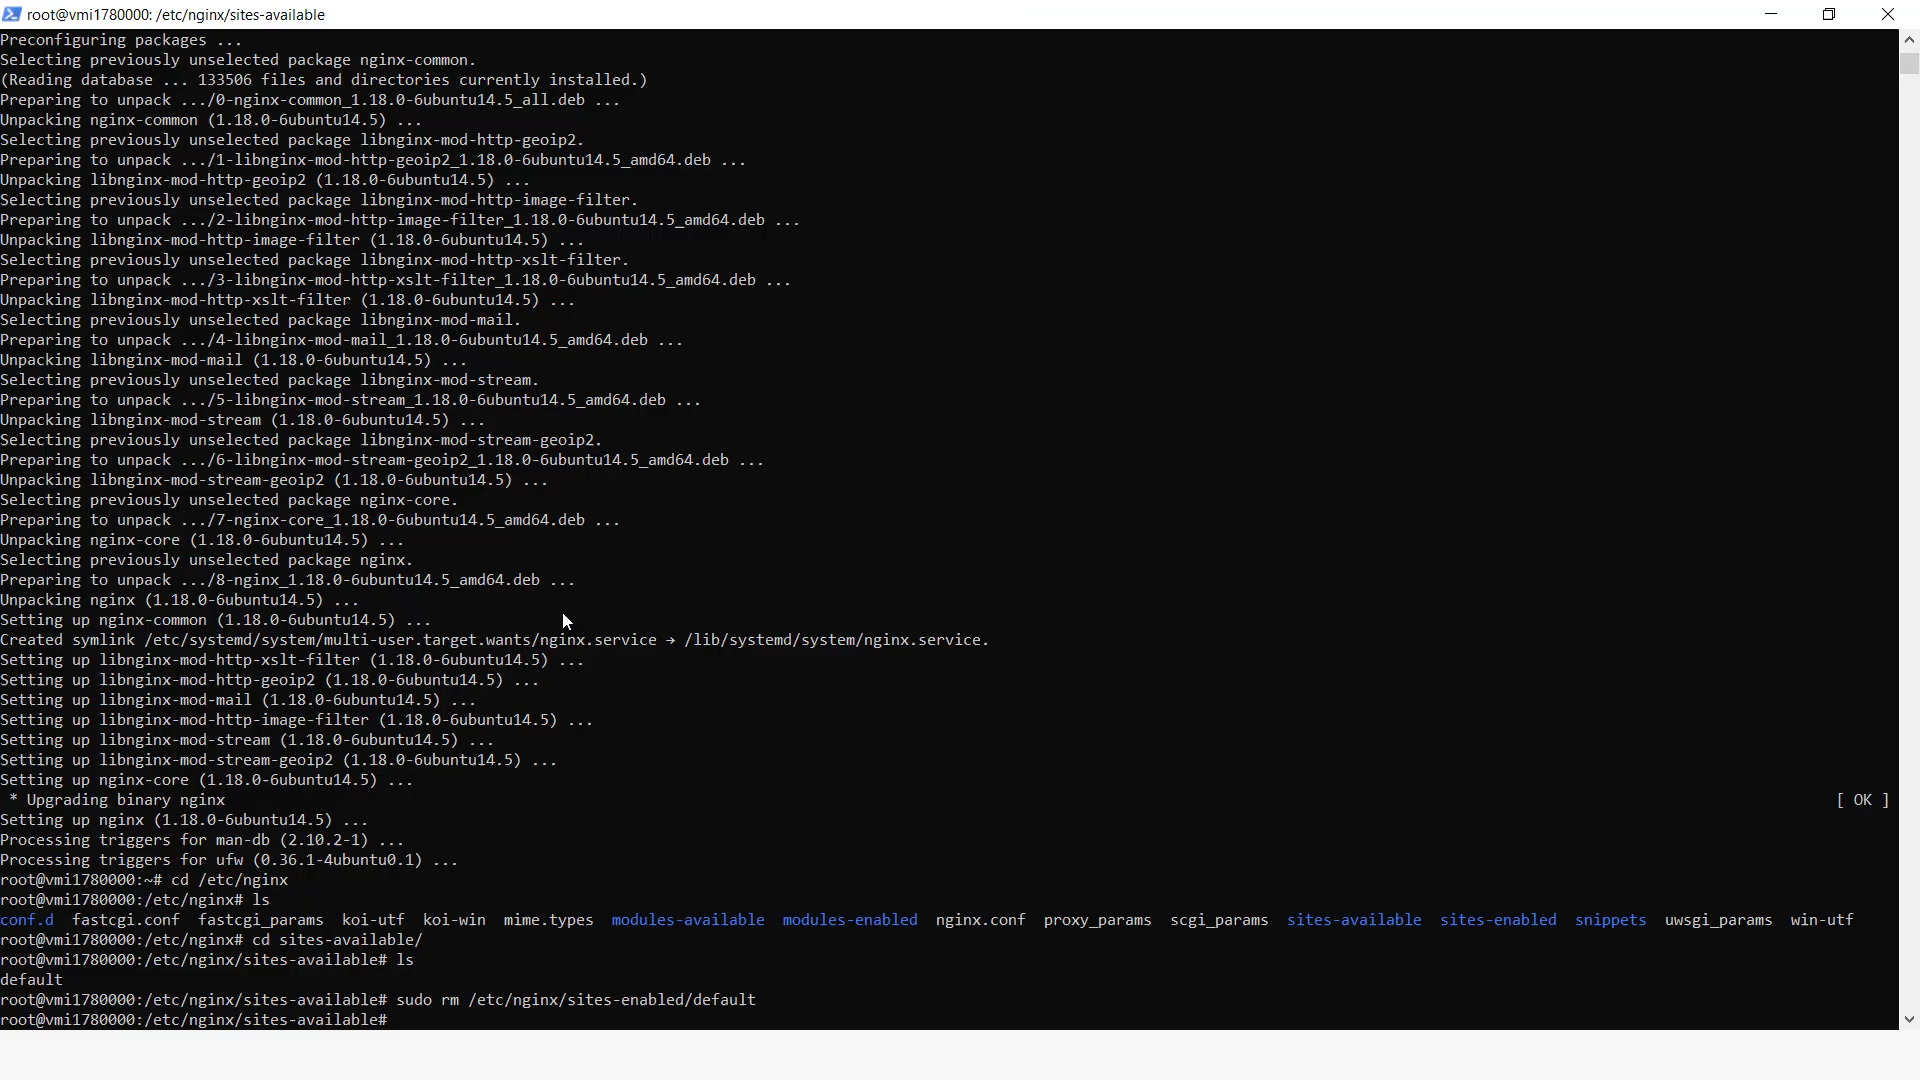 root@vmi1780000: /etc/nginx/sites-available
Preconfiguring packages ...
Selecting previously unselected package nginx-common.
(Reading database ... 133506 files and directories currently installed.)
Preparing to unpack .../0-nginx-common_1.18.0-6ubuntu14.5_all.deb ...
Unpacking nginx-common (1.18.0-6ubuntu14.5) ...
Selecting previously unselected package libnginx-mod-http-geoip2.
Preparing to unpack .../1-libnginx-mod-http-geoip2_1.18.0-6ubuntu14.5_amd64.deb ...
Unpacking libnginx-mod-http-geoip2 (1.18.0-6ubuntu14.5) ...
Selecting previously unselected package libnginx-mod-http-image-filter.
Preparing to unpack .../2-libnginx-mod-http-image-filter_1.18.0-6ubuntu14.5_amd64.deb ...
Unpacking libnginx-mod-http-image-filter (1.18.0-6ubuntu14.5) ...
Selecting previously unselected package libnginx-mod-http-xslt-filter.
Preparing to unpack .../3-libnginx-mod-http-xslt-filter_1.18.0-6ubuntu14.5_amd64.deb ...
Unpacking libnginx-mod-http-xslt-filter (1.18.0-6ubuntu14.5) ...
Selecting previously unselected package libnginx-mod-mail.
Preparing to unpack .../4-libnginx-mod-mail_1.18.0-6ubuntu14.5_amd64.deb ...
Unpacking libnginx-mod-mail (1.18.0-6ubuntu14.5) ...
Selecting previously unselected package libnginx-mod-stream.
Preparing to unpack .../5-libnginx-mod-stream_1.18.0-6ubuntu14.5_amd64.deb ...
Unpacking libnginx-mod-stream (1.18.0-6ubuntu14.5) ...
Selecting previously unselected package libnginx-mod-stream-geoip2.
Preparing to unpack .../6-libnginx-mod-stream-geoip2_1.18.0-6ubuntu14.5_amd64.deb ...
Unpacking libnginx-mod-stream-geoip2 (1.18.0-6ubuntu14.5) ...
Selecting previously unselected package nginx-core.
Preparing to unpack .../7-nginx-core_1.18.0-6ubuntu14.5_amd64.deb ...
Unpacking nginx-core (1.18.0-6ubuntu14.5) ...
Selecting previously unselected package nginx.
Preparing to unpack .../8-nginx_1.18.0-6ubuntu14.5_amd64.deb ...
Unpacking nginx (1.18.0-6ubuntu14.5) ...
Setting up nginx-common (1.18.0-6ubuntu14.5) ...
Created symlink /etc/systemd/system/multi-user.target.wants/nginx.service → /lib/systemd/system/nginx.service.
Setting up libnginx-mod-http-xslt-filter (1.18.0-6ubuntu14.5) ...
Setting up libnginx-mod-http-geoip2 (1.18.0-6ubuntu14.5) ...
Setting up libnginx-mod-mail (1.18.0-6ubuntu14.5) ...
Setting up libnginx-mod-http-image-filter (1.18.0-6ubuntu14.5) ...
Setting up libnginx-mod-stream (1.18.0-6ubuntu14.5) ...
Setting up libnginx-mod-stream-geoip2 (1.18.0-6ubuntu14.5) ...
Setting up nginx-core (1.18.0-6ubuntu14.5) ...
 * Upgrading binary nginx [ OK ]
Setting up nginx (1.18.0-6ubuntu14.5) ...
Processing triggers for man-db (2.10.2-1) ...
Processing triggers for ufw (0.36.1-4ubuntu0.1) ...
root@vmi1780000:~# cd /etc/nginx
root@vmi1780000:/etc/nginx# ls
conf.d fastcgi.conf fastcgi_params koi-utf koi-win mime.types modules-available modules-enabled nginx.conf proxy_params scgi_params sites-available sites-enabled snippets uwsgi_params win-utf
root@vmi1780000:/etc/nginx# cd sites-available/
root@vmi1780000:/etc/nginx/sites-available# ls
default
root@vmi1780000:/etc/nginx/sites-available# sudo rm /etc/nginx/sites-enabled/default
root@vmi1780000:/etc/nginx/sites-available#